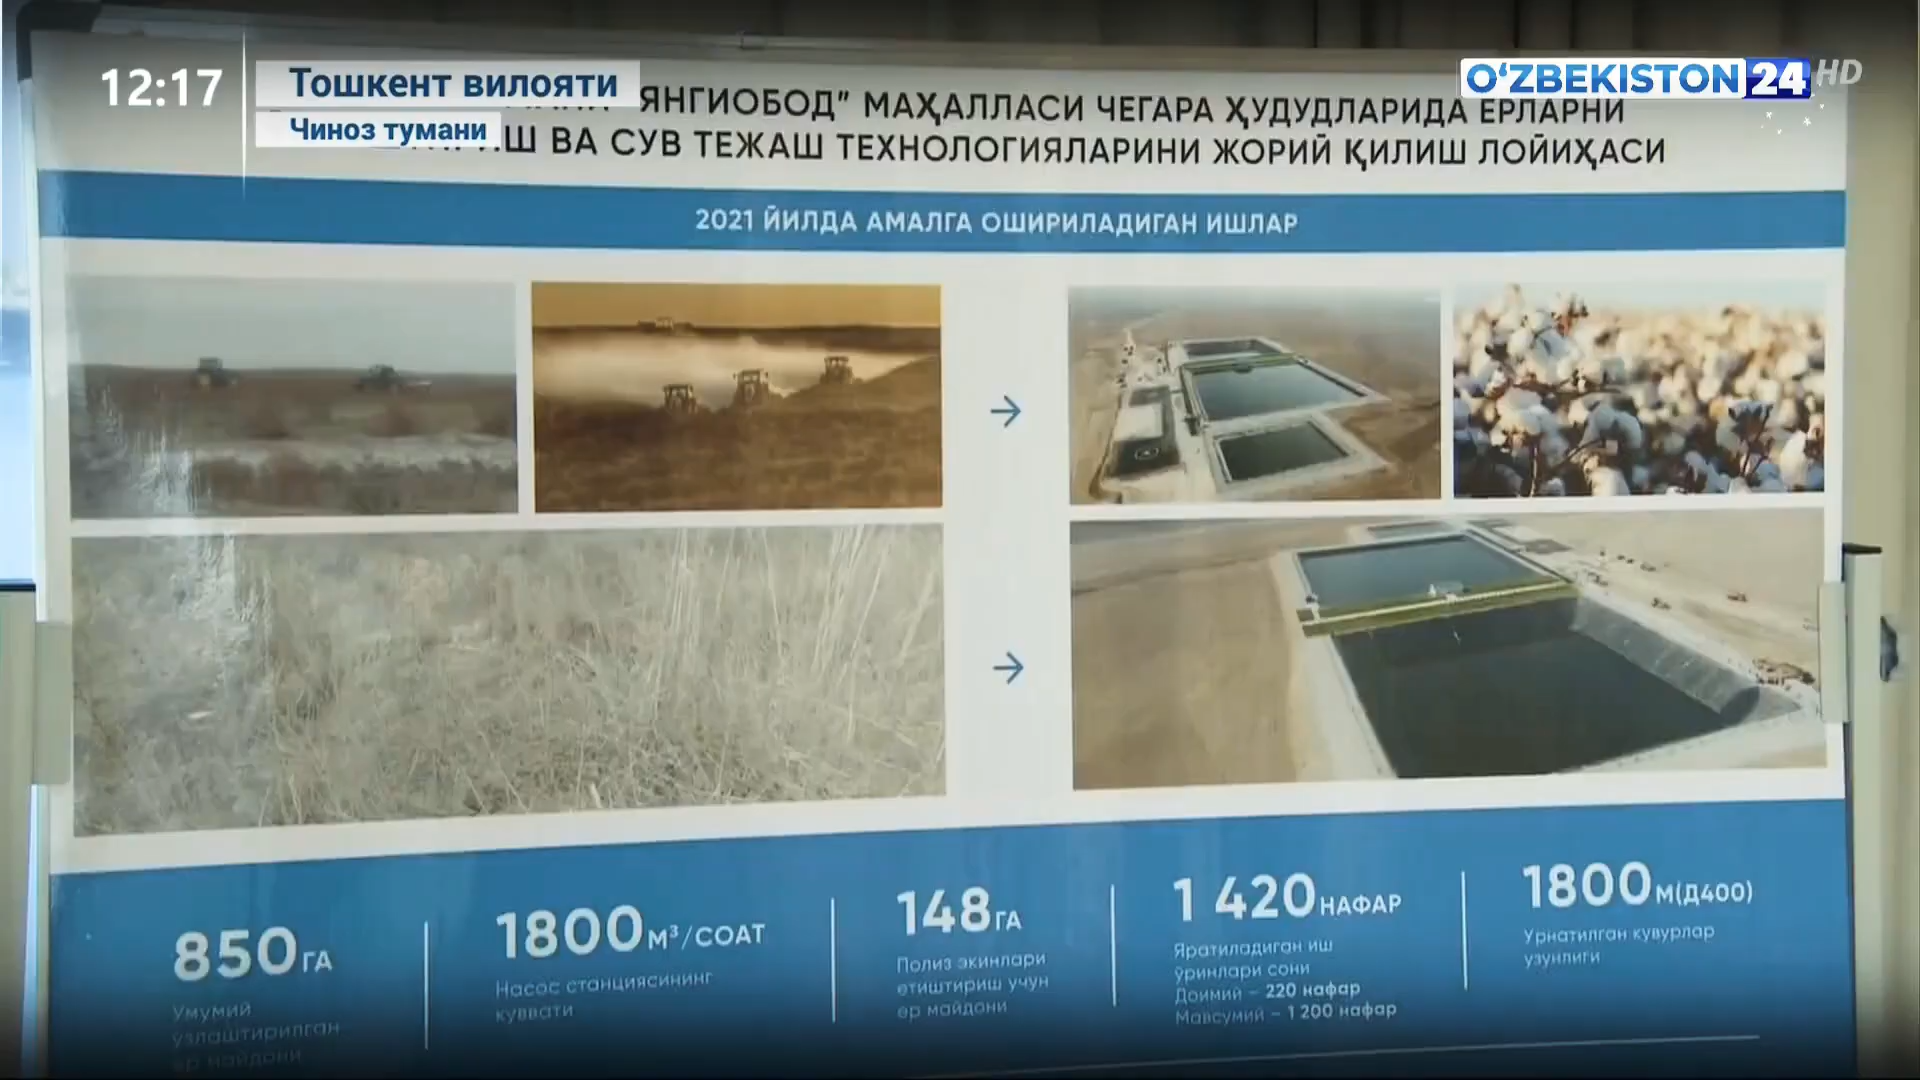 12:17
Тошкент вилояти
Чиноз тумани
O‘ZBEKISTON 24 HD
ЯНГИОБОД” МАҲАЛЛАСИ ЧЕГАРА ҲУДУДЛАРИДА ЕРЛАРНИ
ВА СУВ ТЕЖАШ ТЕХНОЛОГИЯЛАРИНИ ЖОРИЙ ҚИЛИШ ЛОЙИҲАСИ
2021 ЙИЛДА АМАЛГА ОШИРИЛАДИГАН ИШЛАР
850 ГА
Умумий
ўзлаштирилган
ер майдони
1800 М³/СОАТ
Насос станциясининг
қуввати
148 ГА
Полиз экинлари
етиштириш учун
ер майдони
1 420 НАФАР
Яратиладиган иш
ўринлари сони
Доимий – 220 нафар
Мавсумий – 1 200 нафар
1800 М(Д400)
Урнатилган кувурлар
узунлиги